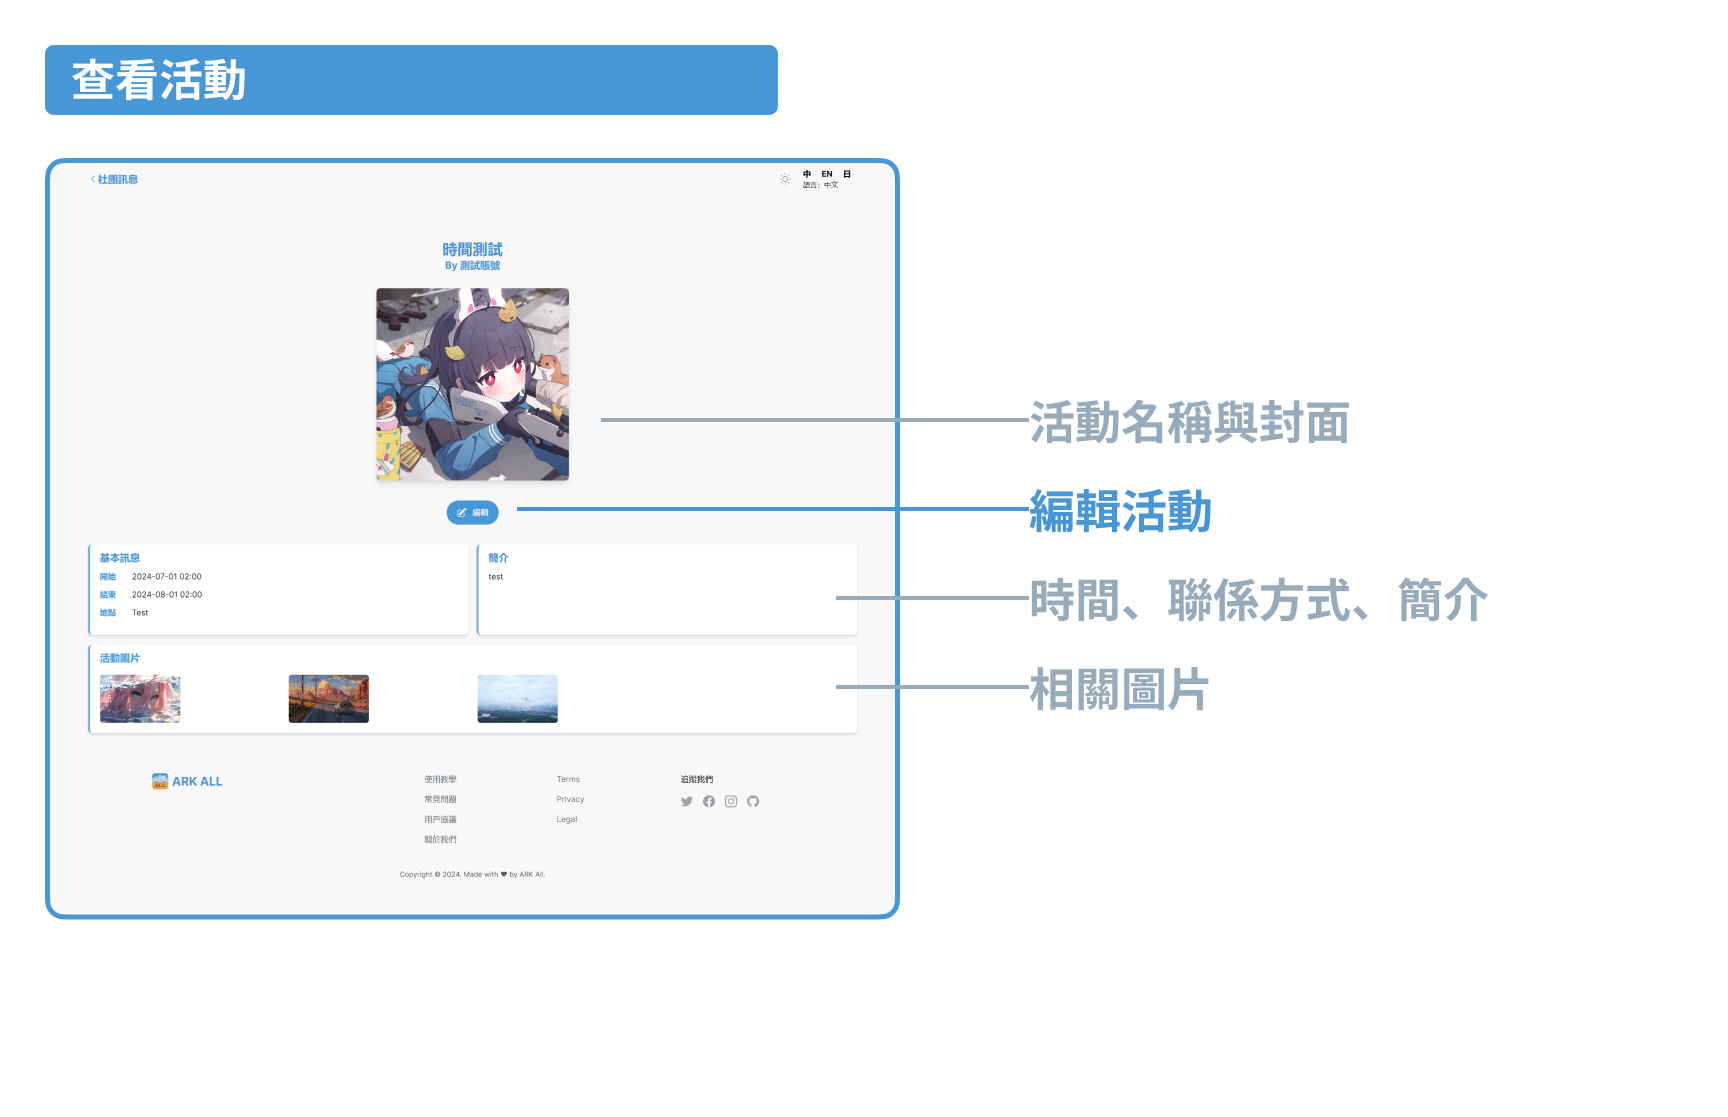 查看活動
社團訊息
中 EN 日
語言：中文
時間測試
By 測試賬號
編輯
基本訊息
開始 2024-07-01 02:00
結束 2024-08-01 02:00
地點 Test
簡介
test
活動圖片
活動名稱與封面
編輯活動
時間、聯係方式、簡介
相關圖片
ARK ALL
使用教學
常見問題
用戶協議
關於我們
Terms
Privacy
Legal
追蹤我們
Copyright © 2024. Made with ♥ by ARK All.